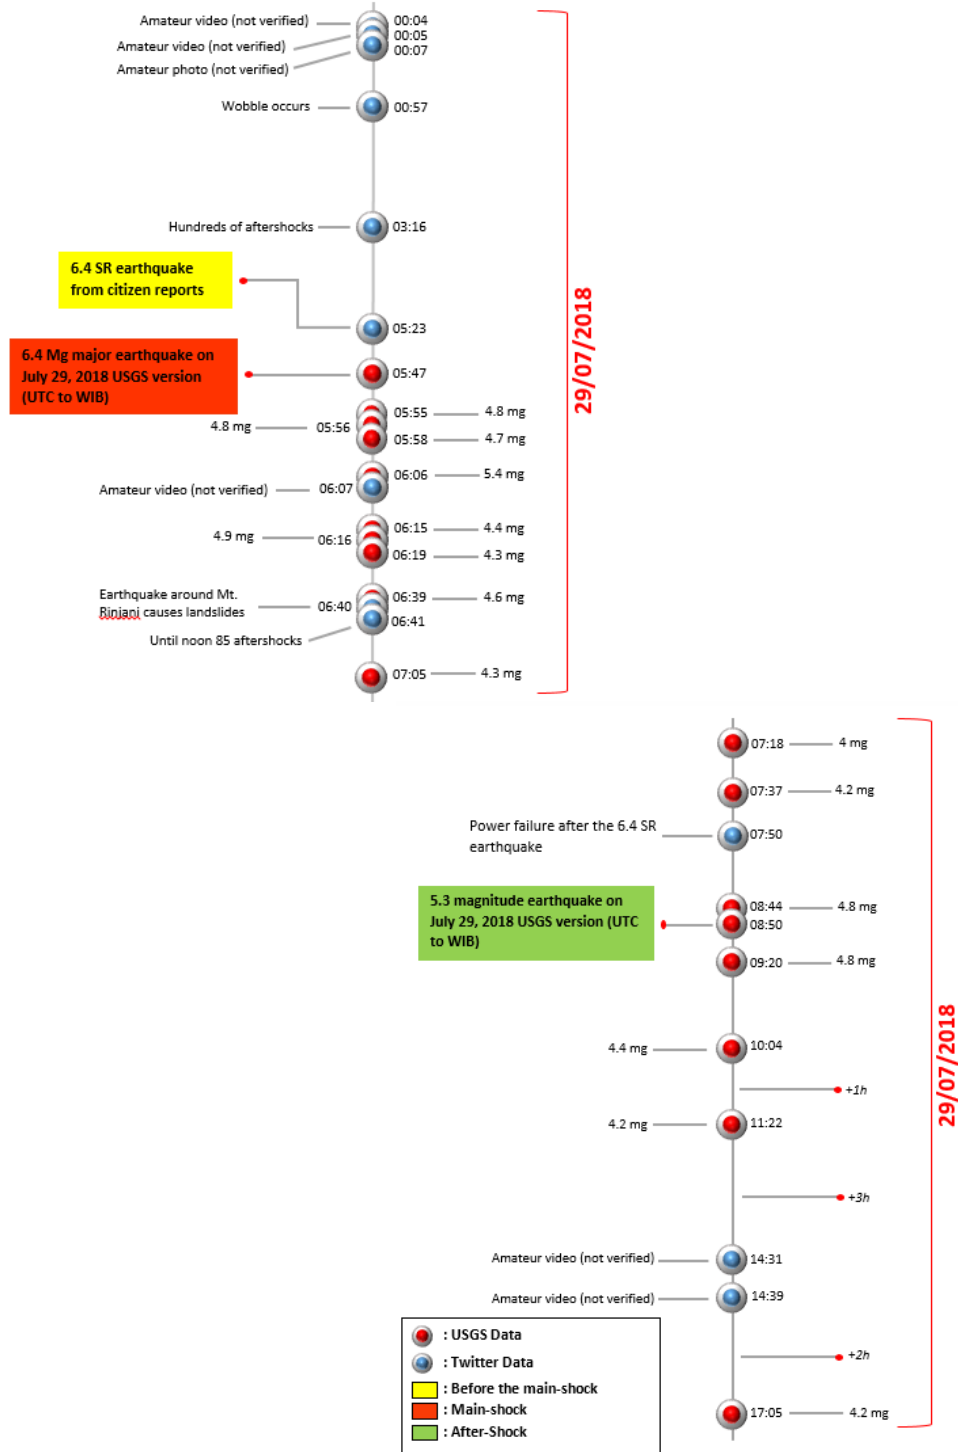 Amateur video (not verified)
00:04
00:05
Amateur video (not verified)
00:07
Amateur photo (not verified)
Wobble occurs
00:57
Hundreds of aftershocks
03:16
6.4 SR earthquake
from citizen reports
05:23
29/07/2018
6.4 Mg major earthquake on
July 29, 2018 USGS version
(UTC to WIB)
05:47
05:55
4.8 mg
4.8 mg
05:56
05:58
4.7 mg
06:06
5.4 mg
Amateur video (not verified)
06:07
06:15
4.4 mg
4.9 mg
06:16
06:19
4.3 mg
Earthquake around Mt.
Rinjani causes landslides
06:39
4.6 mg
06:40
06:41
Until noon 85 aftershocks
07:05
4.3 mg
07:18
4 mg
07:37
4.2 mg
Power failure after the 6.4 SR
earthquake
07:50
5.3 magnitude earthquake on
July 29, 2018 USGS version (UTC
to WIB)
08:44
4.8 mg
08:50
09:20
4.8 mg
29/07/2018
4.4 mg
10:04
+1h
4.2 mg
11:22
+3h
Amateur video (not verified)
14:31
Amateur video (not verified)
14:39
+2h
17:05
4.2 mg
: USGS Data
: Twitter Data
: Before the main-shock
: Main-shock
: After-Shock